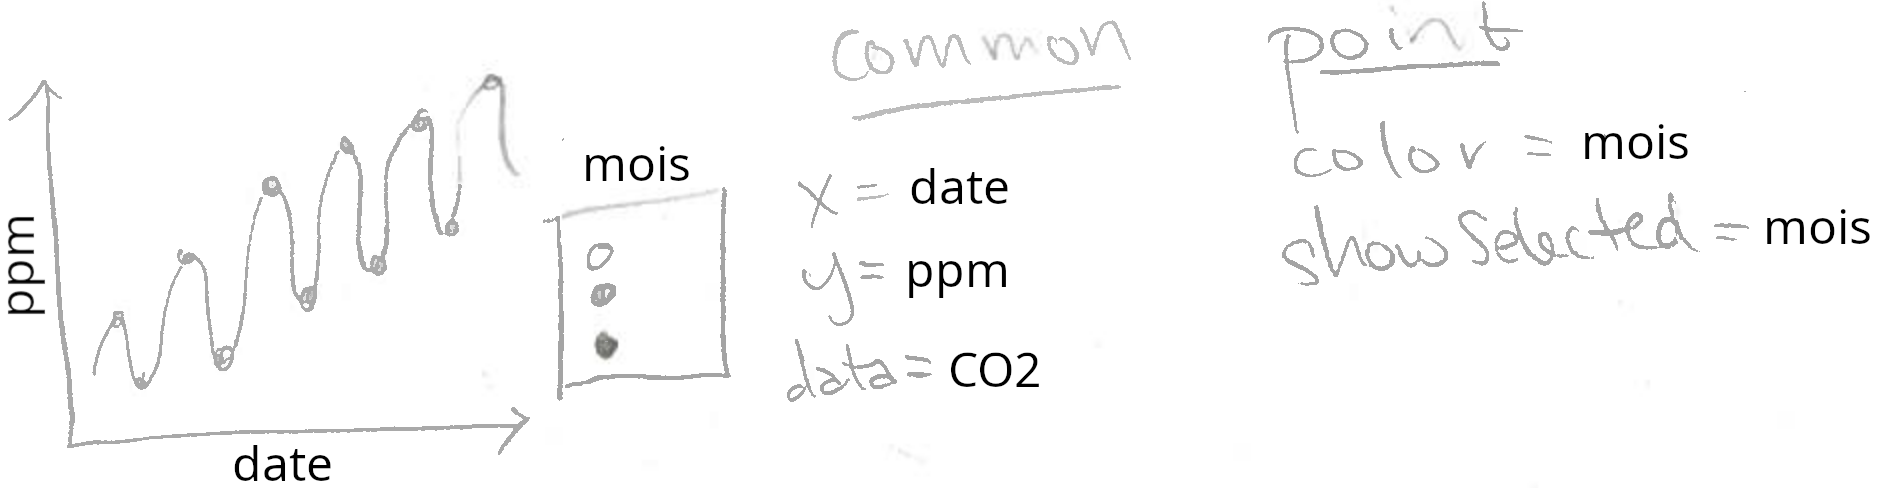 ppm
date
mois
common
x = date
y = ppm
data = CO2
point
color = mois
showSelected = mois